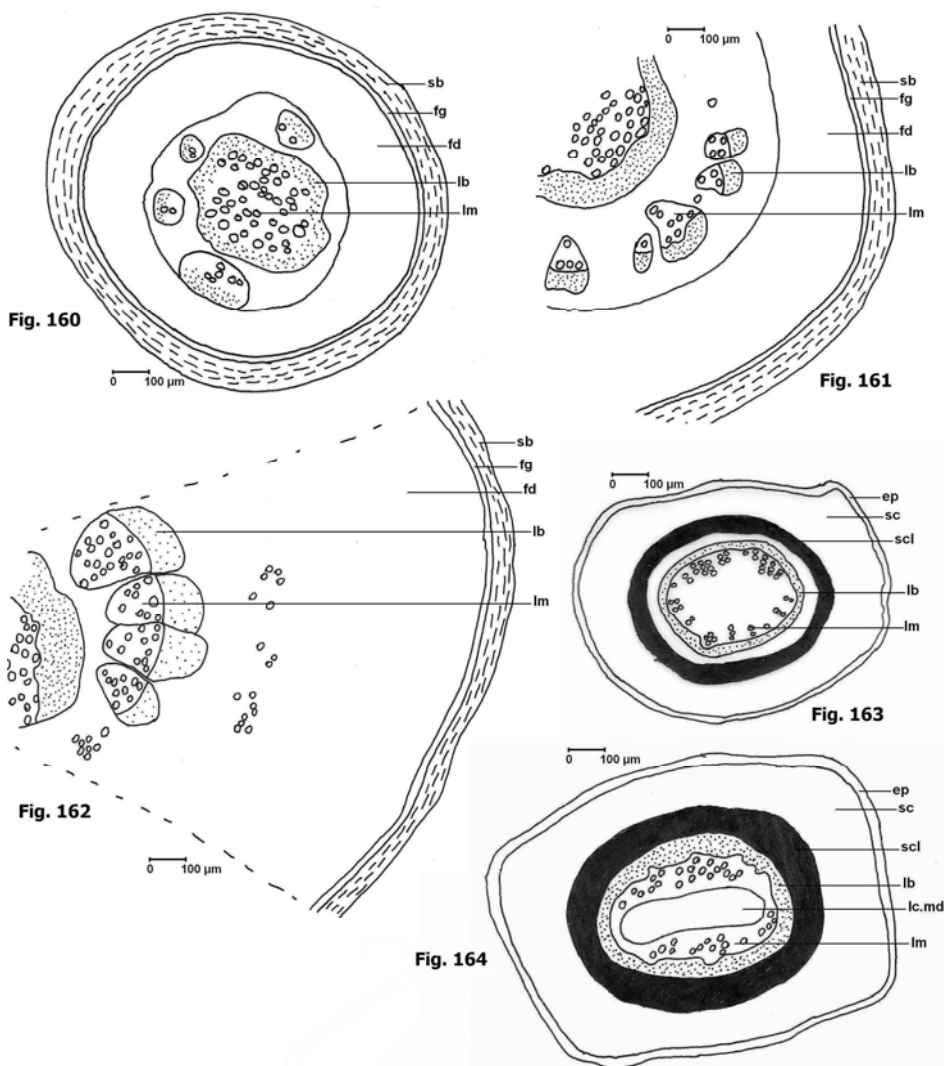 sb
fg
fd
lb
lm
Fig. 160
0 100 µm
0 100 µm
sb
fg
fd
lb
lm
Fig. 161
sb
fg
fd
lb
lm
Fig. 162
0 100 µm
0 100 µm
ep
sc
scl
lb
lm
Fig. 163
0 100 µm
ep
sc
scl
lb
lc.md
lm
Fig. 164